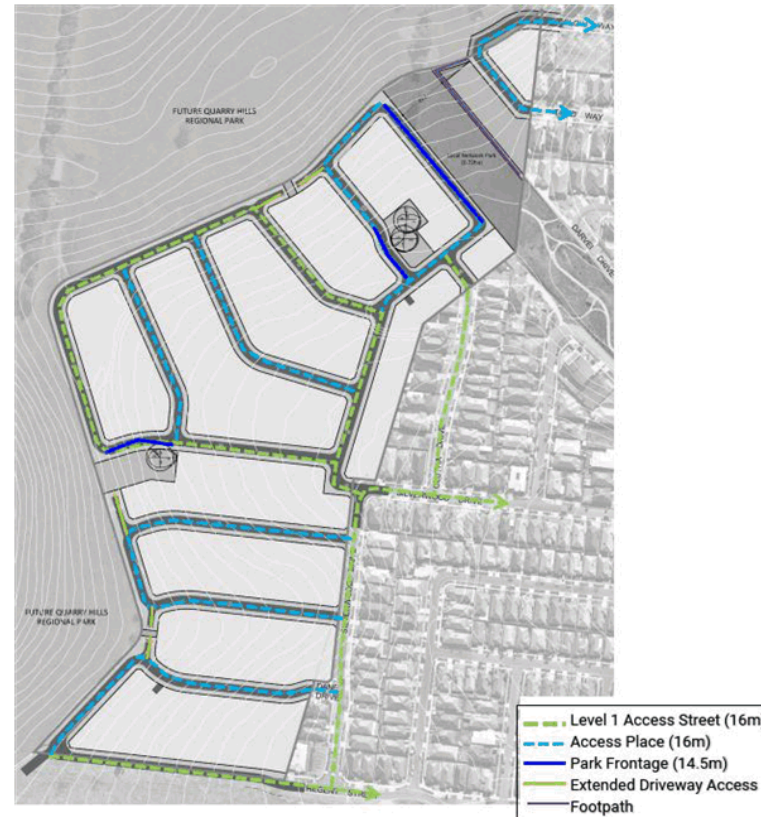 WAY
FUTURE QUARRY HILLS
REGIONAL PARK
WAY
Local Network Park
DARVEL DRIVE
FUTURE QUARRY HILLS
REGIONAL PARK
DRIVE
Level 1 Access Street (16m
Access Place (16m)
Park Frontage (14.5m)
Extended Driveway Access
Footpath